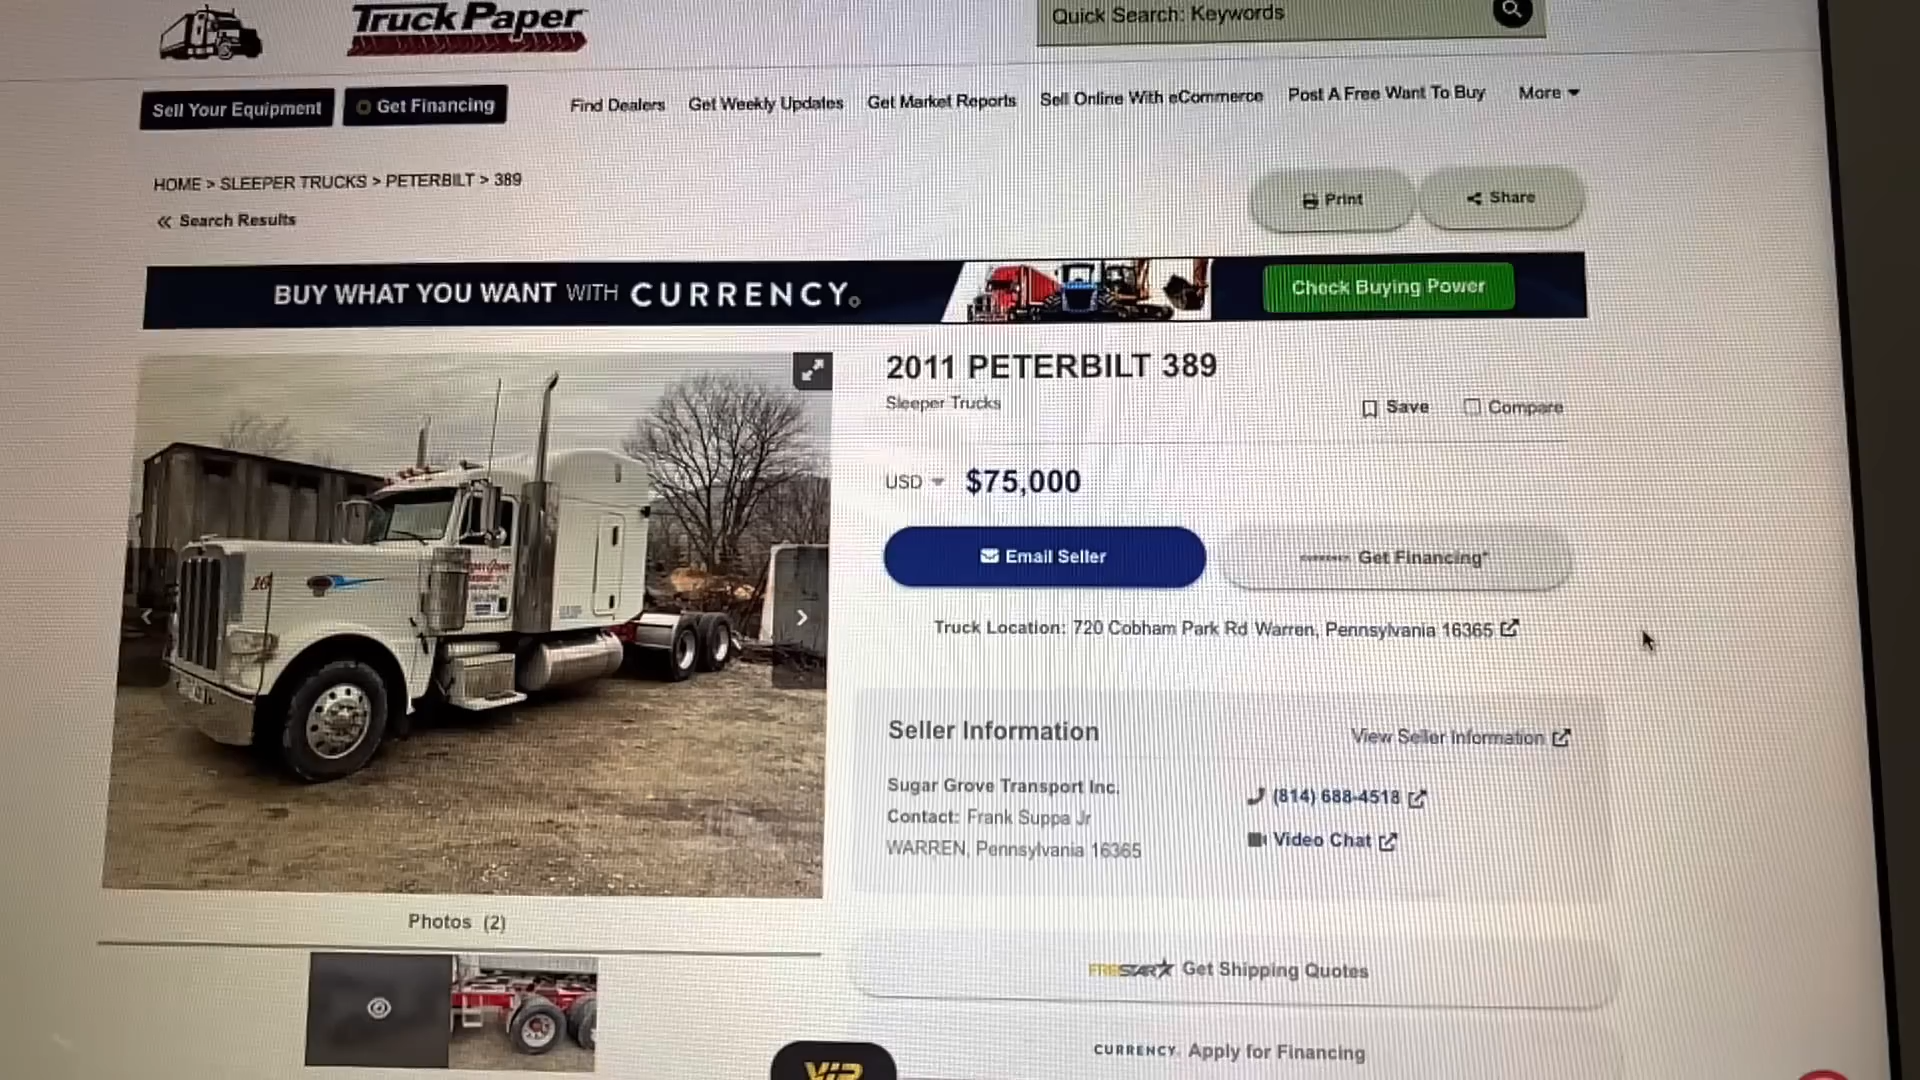 TruckPaper
Quick Search: Keywords
Sell Your Equipment
Get Financing
Find Dealers
Get Weekly Updates
Get Market Reports
Sell Online With eCommerce
Post A Free Want To Buy
More
HOME > SLEEPER TRUCKS > PETERBILT > 389
« Search Results
Print
Share
BUY WHAT YOU WANT WITH CURRENCY
Check Buying Power
2011 PETERBILT 389
Sleeper Trucks
Save
Compare
USD $75,000
Email Seller
CURRENCY Get Financing*
Truck Location: 720 Cobham Park Rd Warren, Pennsylvania 16365
16
Seller Information
View Seller Information
Sugar Grove Transport Inc.
(814) 688-4518
Contact: Frank Suppa Jr
Video Chat
WARREN, Pennsylvania 16365
Photos (2)
FR8STAR Get Shipping Quotes
CURRENCY Apply for Financing
VIP